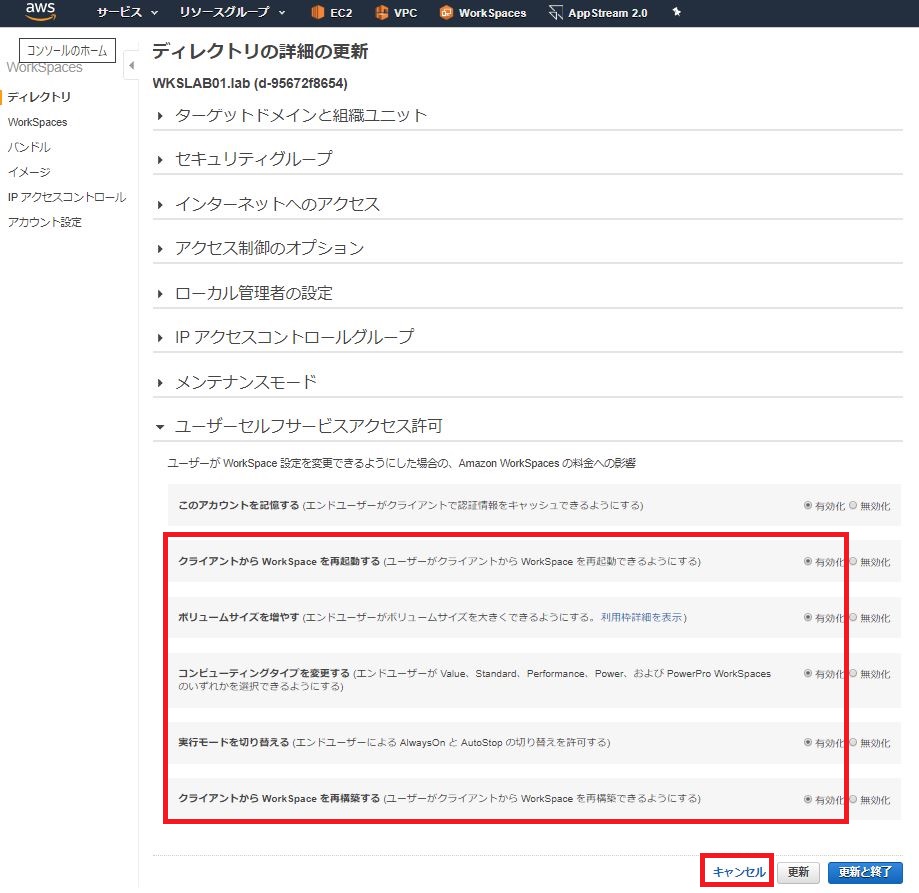 aws サービス リソースグループ EC2 VPC WorkSpaces AppStream 2.0
コンソールのホーム
WorkSpaces
ディレクトリ
WorkSpaces
バンドル
イメージ
IP アクセスコントロール
アカウント設定
ディレクトリの詳細の更新
WKSLAB01.lab (d-95672f8654)
ターゲットドメインと組織ユニット
セキュリティグループ
インターネットへのアクセス
アクセス制御のオプション
ローカル管理者の設定
IP アクセスコントロールグループ
メンテナンスモード
ユーザーセルフサービスアクセス許可
ユーザーが WorkSpace 設定を変更できるようにした場合の、Amazon WorkSpaces の料金への影響
このアカウントを記憶する (エンドユーザーがクライアントで認証情報をキャッシュできるようにする) 有効化 無効化
クライアントから WorkSpace を再起動する (ユーザーがクライアントから WorkSpace を再起動できるようにする) 有効化 無効化
ボリュームサイズを増やす (エンドユーザーがボリュームサイズを大きくできるようにする。 利用枠詳細を表示 ) 有効化 無効化
コンピューティングタイプを変更する (エンドユーザーが Value、Standard、Performance、Power、および PowerPro WorkSpaces 有効化 無効化
のいずれかを選択できるようにする)
実行モードを切り替える (エンドユーザーによる AlwaysOn と AutoStop の切り替えを許可する) 有効化 無効化
クライアントから WorkSpace を再構築する (ユーザーがクライアントから WorkSpace を再構築できるようにする) 有効化 無効化
キャンセル 更新 更新と終了